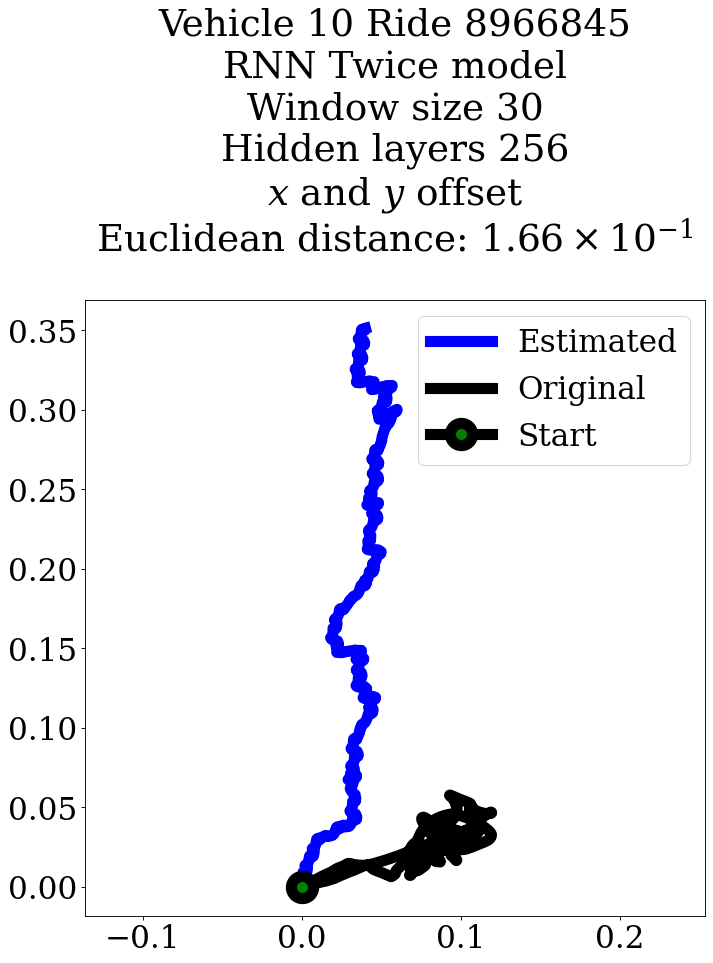 Vehicle 10 Ride 8966845
RNN Twice model
Window size 30
Hidden layers 256
x and y offset
Euclidean distance: 1.66 × 10⁻¹
Estimated
Original
Start
0.35
0.30
0.25
0.20
0.15
0.10
0.05
0.00
−0.1
0.0
0.1
0.2